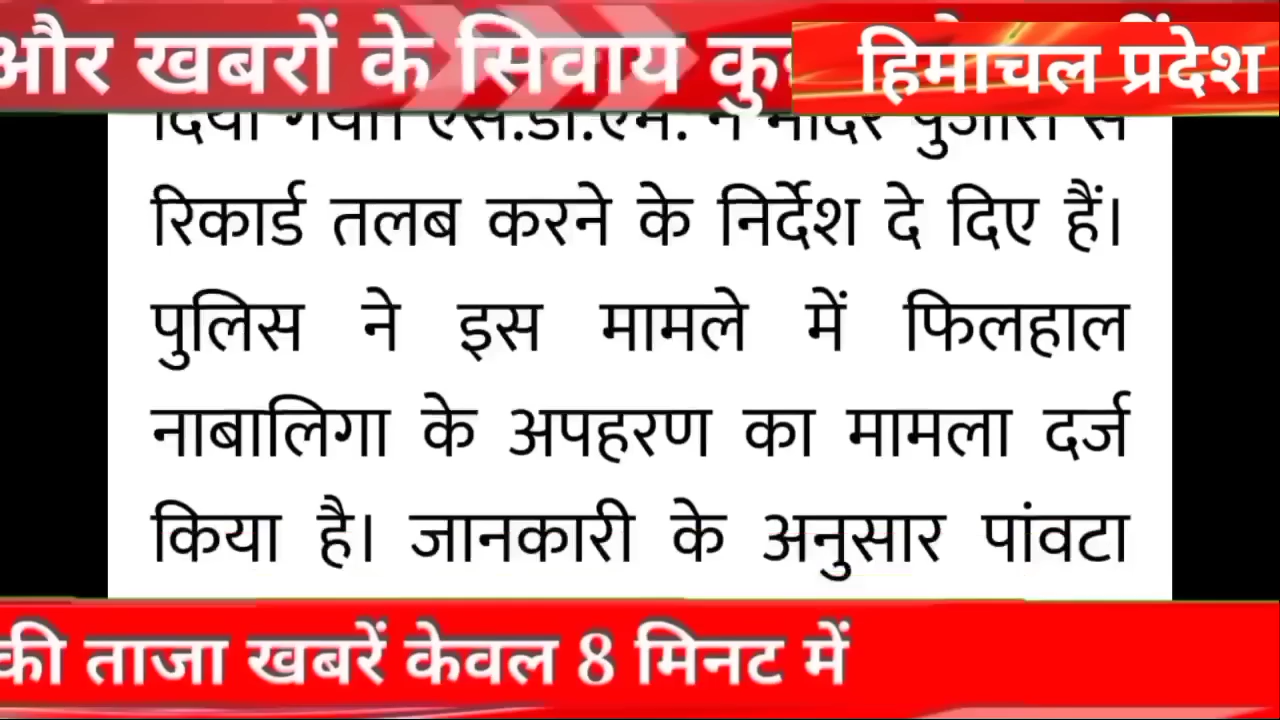 और खबरों के सिवाय
हिमाचल प्रदेश
रिकार्ड तलब करने के निर्देश दे दिए हैं।
पुलिस ने इस मामले में फिलहाल
नाबालिगा के अपहरण का मामला दर्ज
किया है। जानकारी के अनुसार पांवटा
की ताजा खबरें केवल 8 मिनट में